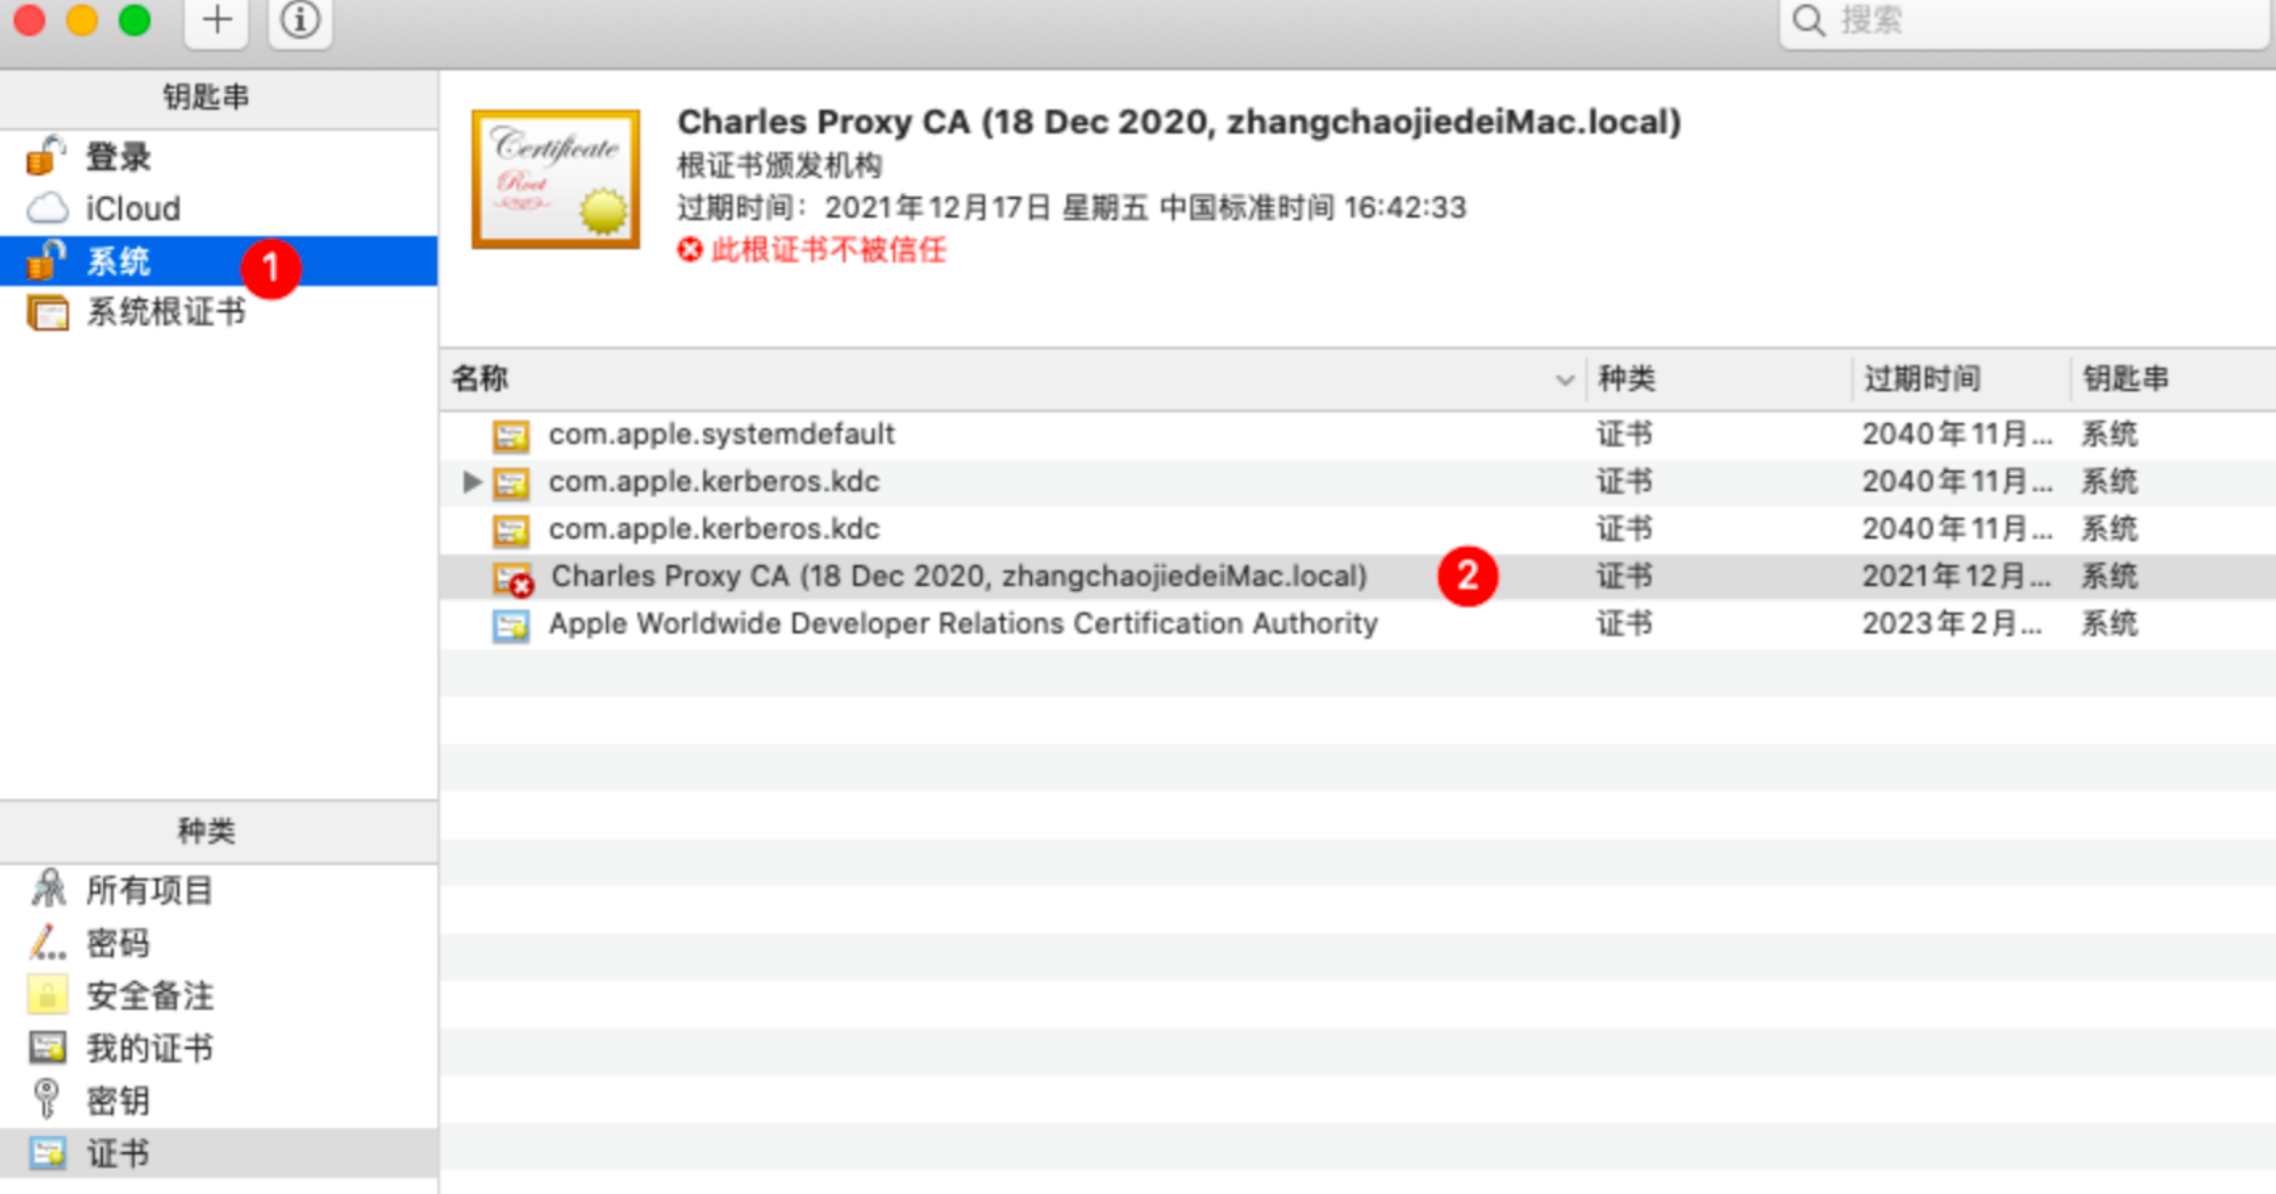 搜索
钥匙串
登录
iCloud
系统
1
系统根证书
Certificate
Root
Charles Proxy CA (18 Dec 2020, zhangchaojiedeiMac.local)
根证书颁发机构
过期时间：2021年12月17日 星期五 中国标准时间 16:42:33
此根证书不被信任
名称 种类 过期时间 钥匙串
com.apple.systemdefault 证书 2040年11月... 系统
com.apple.kerberos.kdc 证书 2040年11月... 系统
com.apple.kerberos.kdc 证书 2040年11月... 系统
Charles Proxy CA (18 Dec 2020, zhangchaojiedeiMac.local) 2 证书 2021年12月... 系统
Apple Worldwide Developer Relations Certification Authority 证书 2023年2月... 系统
种类
所有项目
密码
安全备注
我的证书
密钥
证书